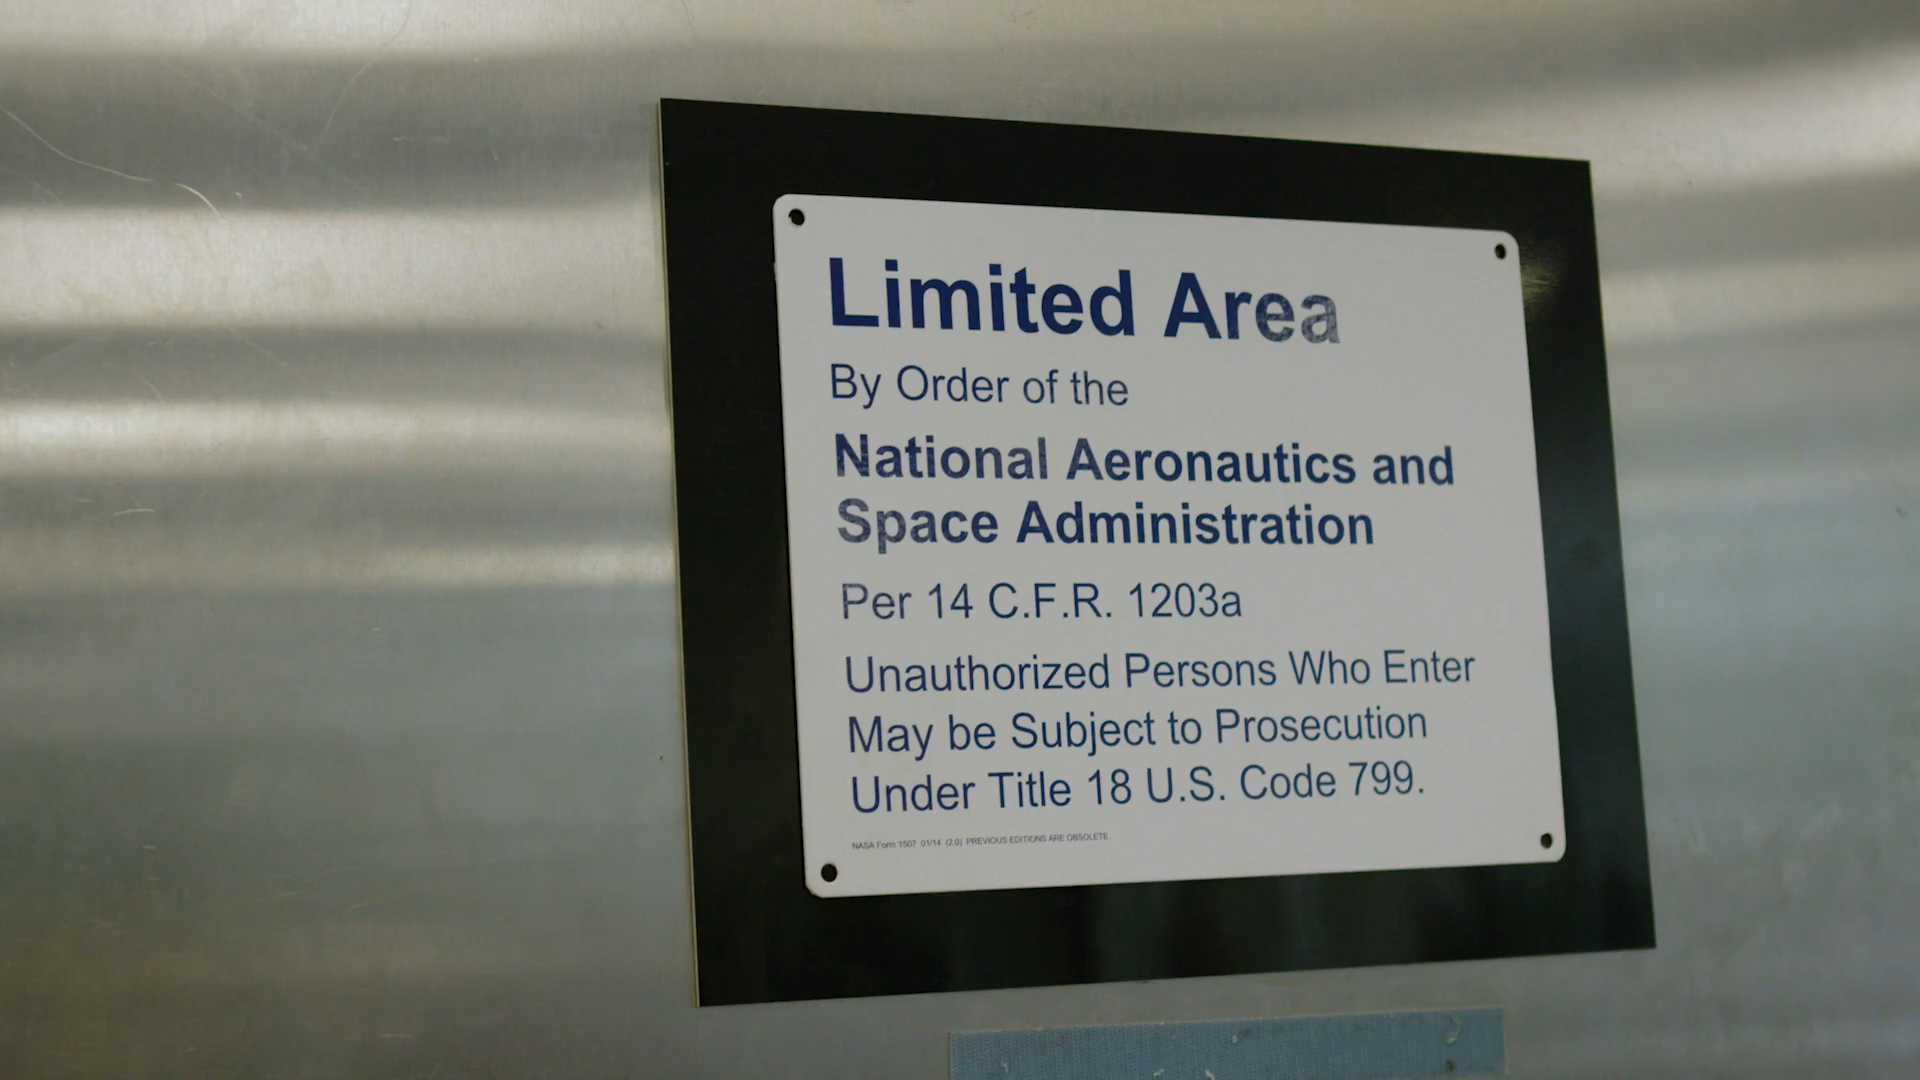 Limited Area
By Order of the
National Aeronautics and
Space Administration
Per 14 C.F.R. 1203a
Unauthorized Persons Who Enter
May be Subject to Prosecution
Under Title 18 U.S. Code 799.
NASA Form 1507 01/14 (2.0) PREVIOUS EDITIONS ARE OBSOLETE.